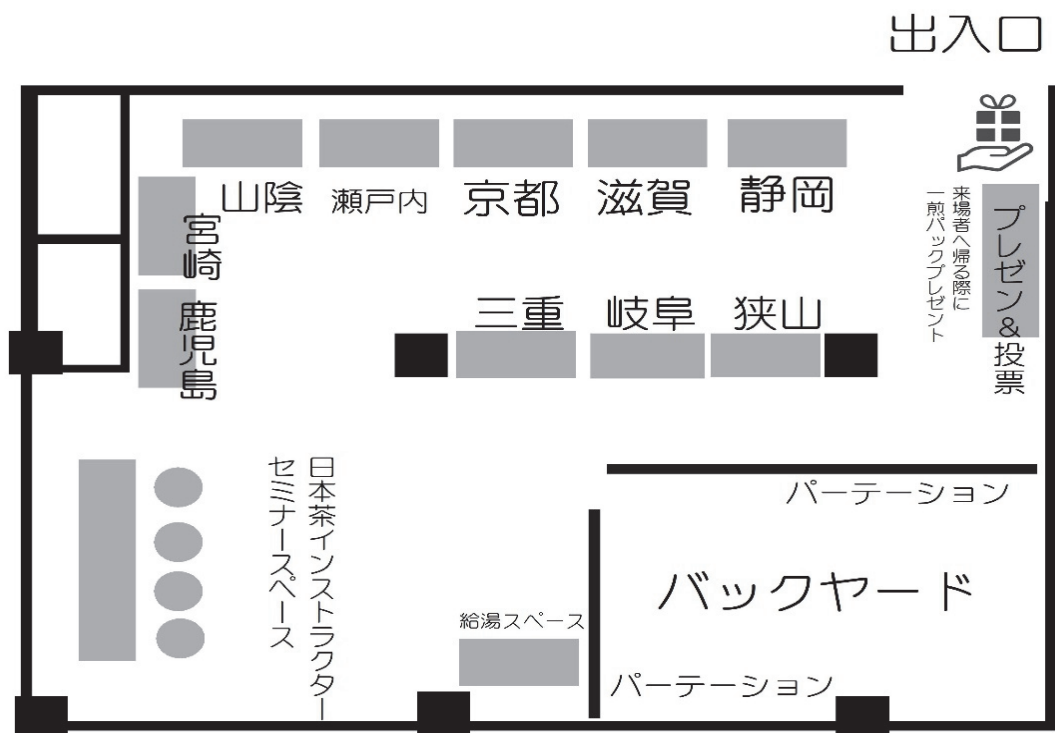 出入口
山陰
瀬戸内
京都
滋賀
静岡
宮崎
鹿児島
三重
岐阜
狭山
来場者へ帰る際に
一煎パックプレゼント
プレゼン&投票
日本茶インストラクター
セミナースペース
パーテーション
バックヤード
給湯スペース
パーテーション